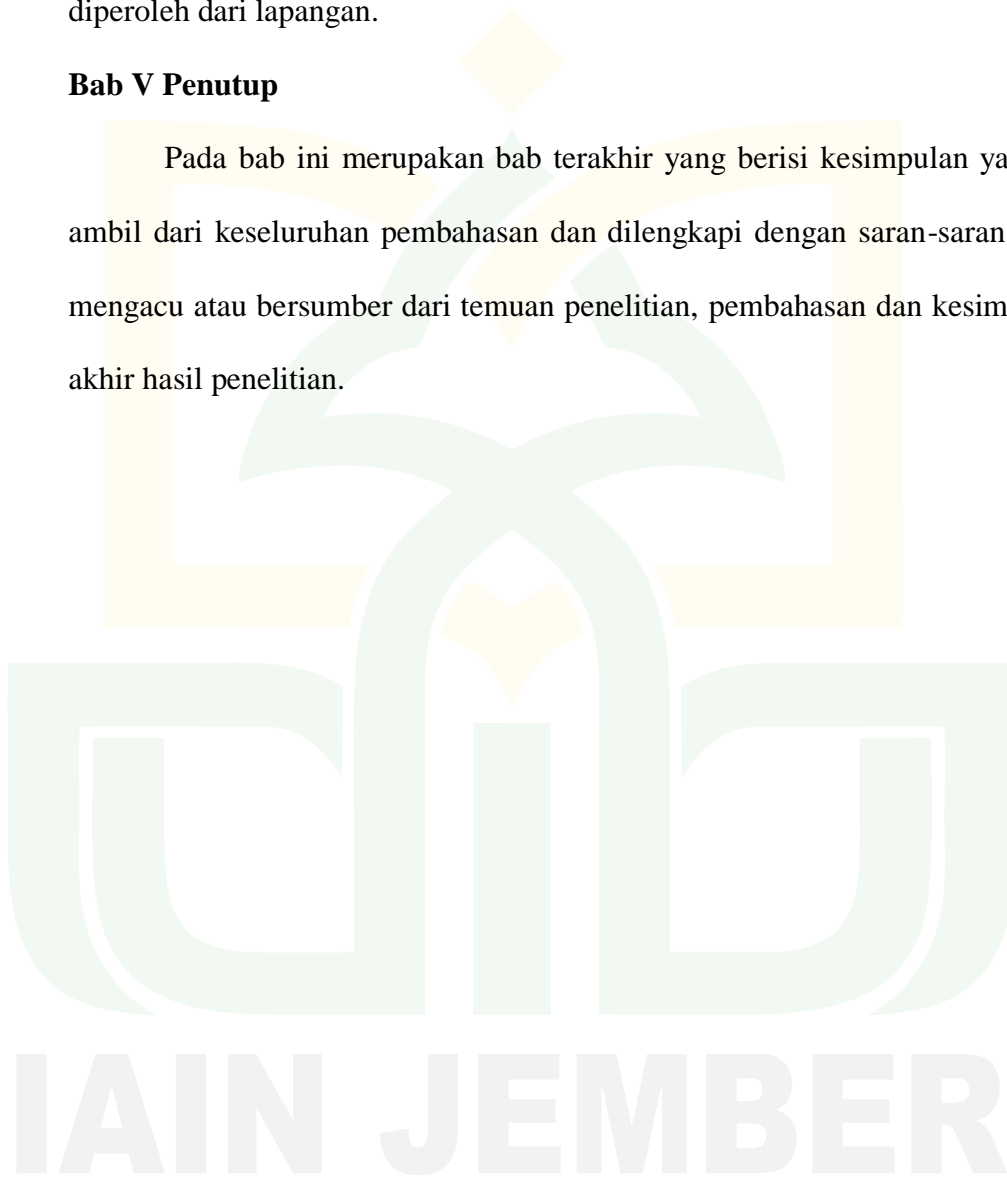 diperoleh dari lapangan.
Bab V Penutup
Pada bab ini merupakan bab terakhir yang berisi kesimpulan ya
ambil dari keseluruhan pembahasan dan dilengkapi dengan saran-saran
mengacu atau bersumber dari temuan penelitian, pembahasan dan kesim
akhir hasil penelitian.
IAIN JEMBER